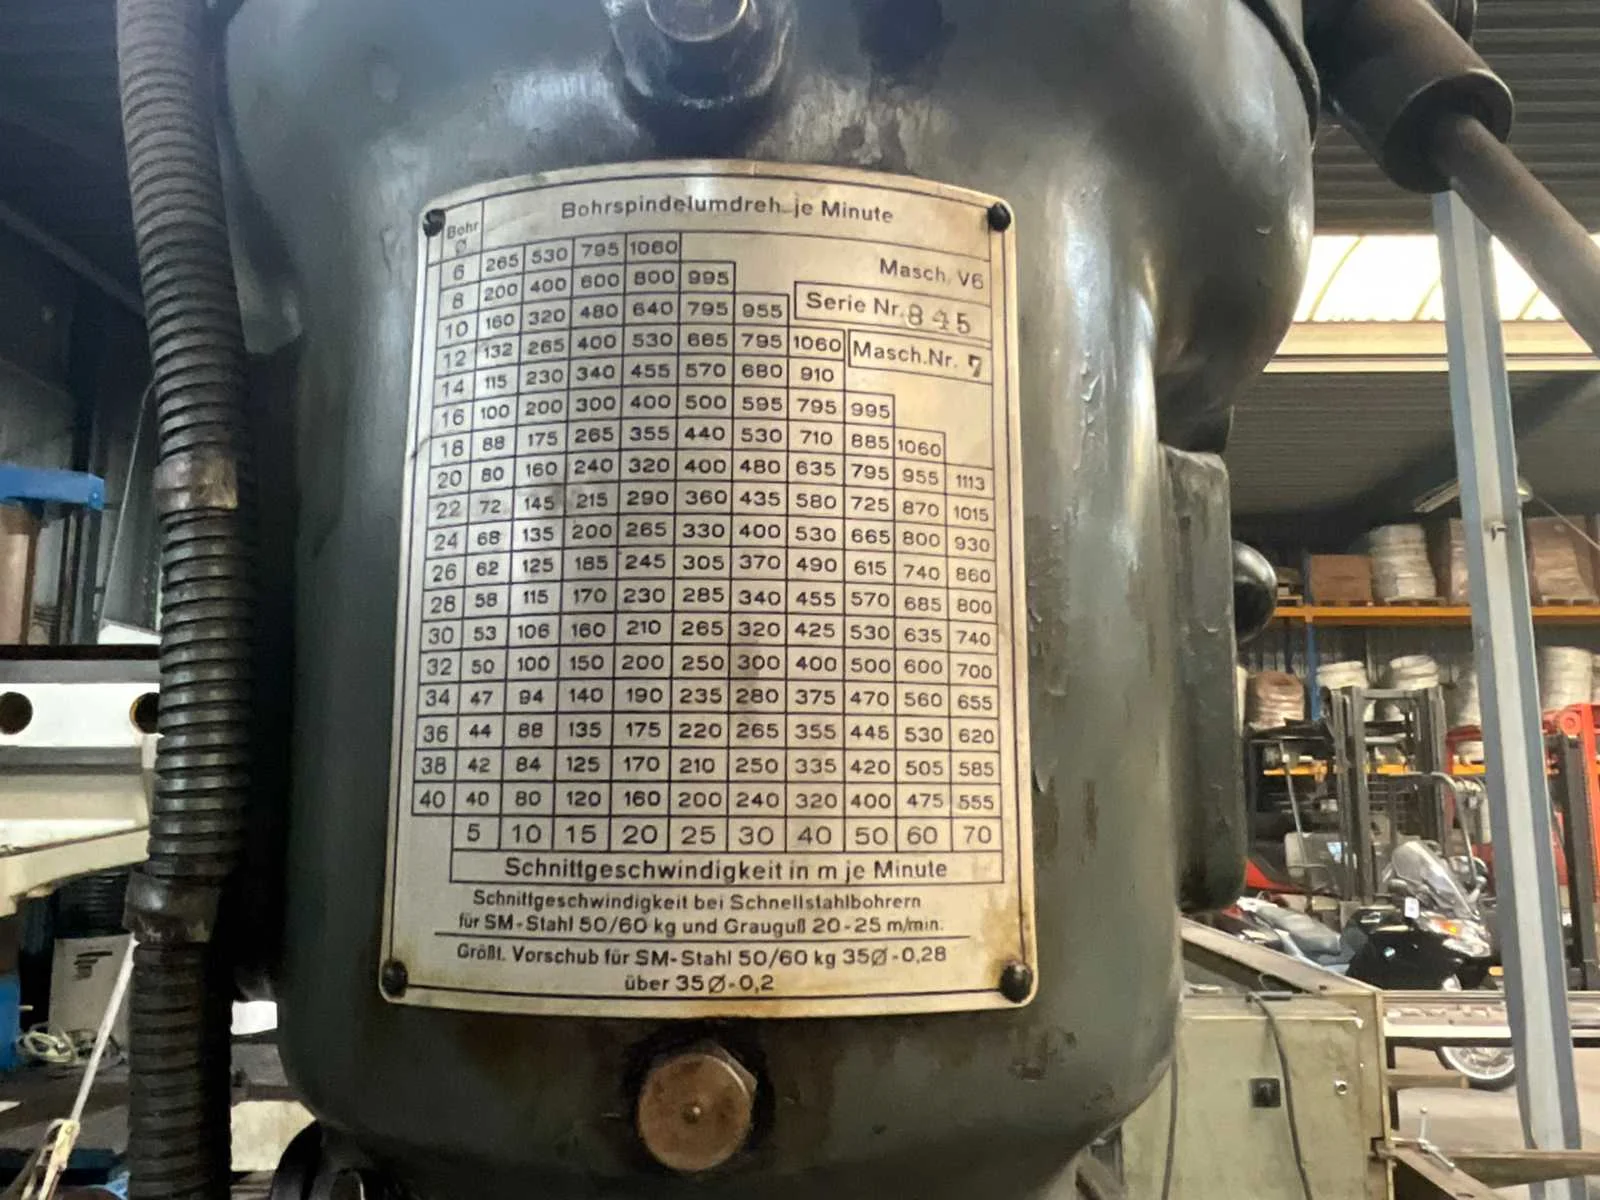 Bohrspindelumdreh. je Minute
Bohr Ø
Masch. V6
Serie Nr. 845
Masch.Nr. 7
6 265 530 795 1060
8 200 400 600 800 995
10 160 320 480 640 795 955
12 132 265 400 530 665 795 1060
14 115 230 340 455 570 680 910
16 100 200 300 400 500 595 795 995
18 88 175 265 355 440 530 710 885 1060
20 80 160 240 320 400 480 635 795 955 1113
22 72 145 215 290 360 435 580 725 870 1015
24 68 135 200 265 330 400 530 665 800 930
26 62 125 185 245 305 370 490 615 740 860
28 58 115 170 230 285 340 455 570 685 800
30 53 106 160 210 265 320 425 530 635 740
32 50 100 150 200 250 300 400 500 600 700
34 47 94 140 190 235 280 375 470 560 655
36 44 88 135 175 220 265 355 445 530 620
38 42 84 125 170 210 250 335 420 505 585
40 40 80 120 160 200 240 320 400 475 555
5 10 15 20 25 30 40 50 60 70
Schnittgeschwindigkeit in m je Minute
Schnittgeschwindigkeit bei Schnellstahlbohrern
für SM-Stahl 50/60 kg und Grauguß 20-25 m/min.
Größt. Vorschub für SM-Stahl 50/60 kg 35Ø-0,28
über 35Ø-0,2